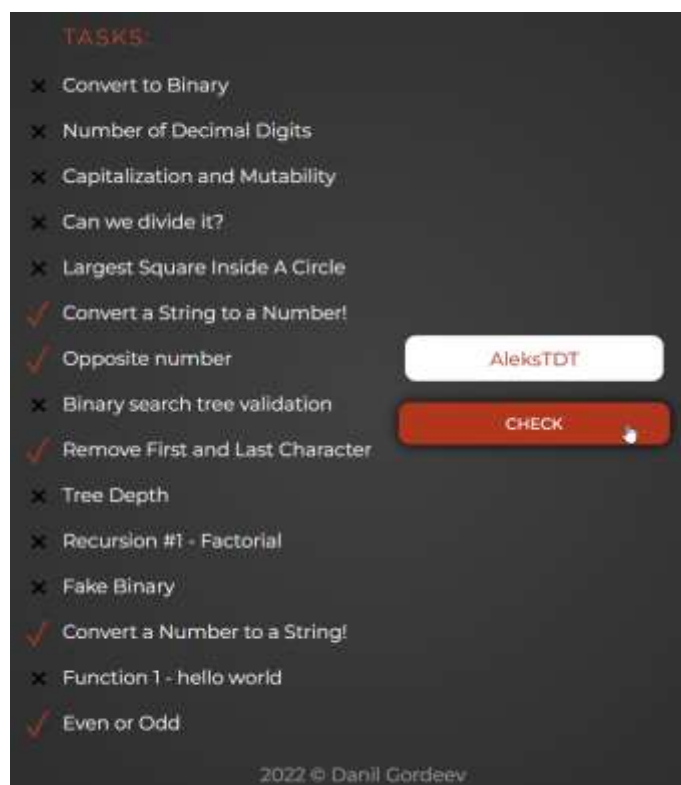 TASKS:
Convert to Binary
Number of Decimal Digits
Capitalization and Mutability
Can we divide it?
Largest Square Inside A Circle
Convert a String to a Number!
Opposite number
AleksTDT
Binary search tree validation
CHECK
Remove First and Last Character
Tree Depth
Recursion #1 - Factorial
Fake Binary
Convert a Number to a String!
Function 1 - hello world
Even or Odd
2022 © Danil Gordeev